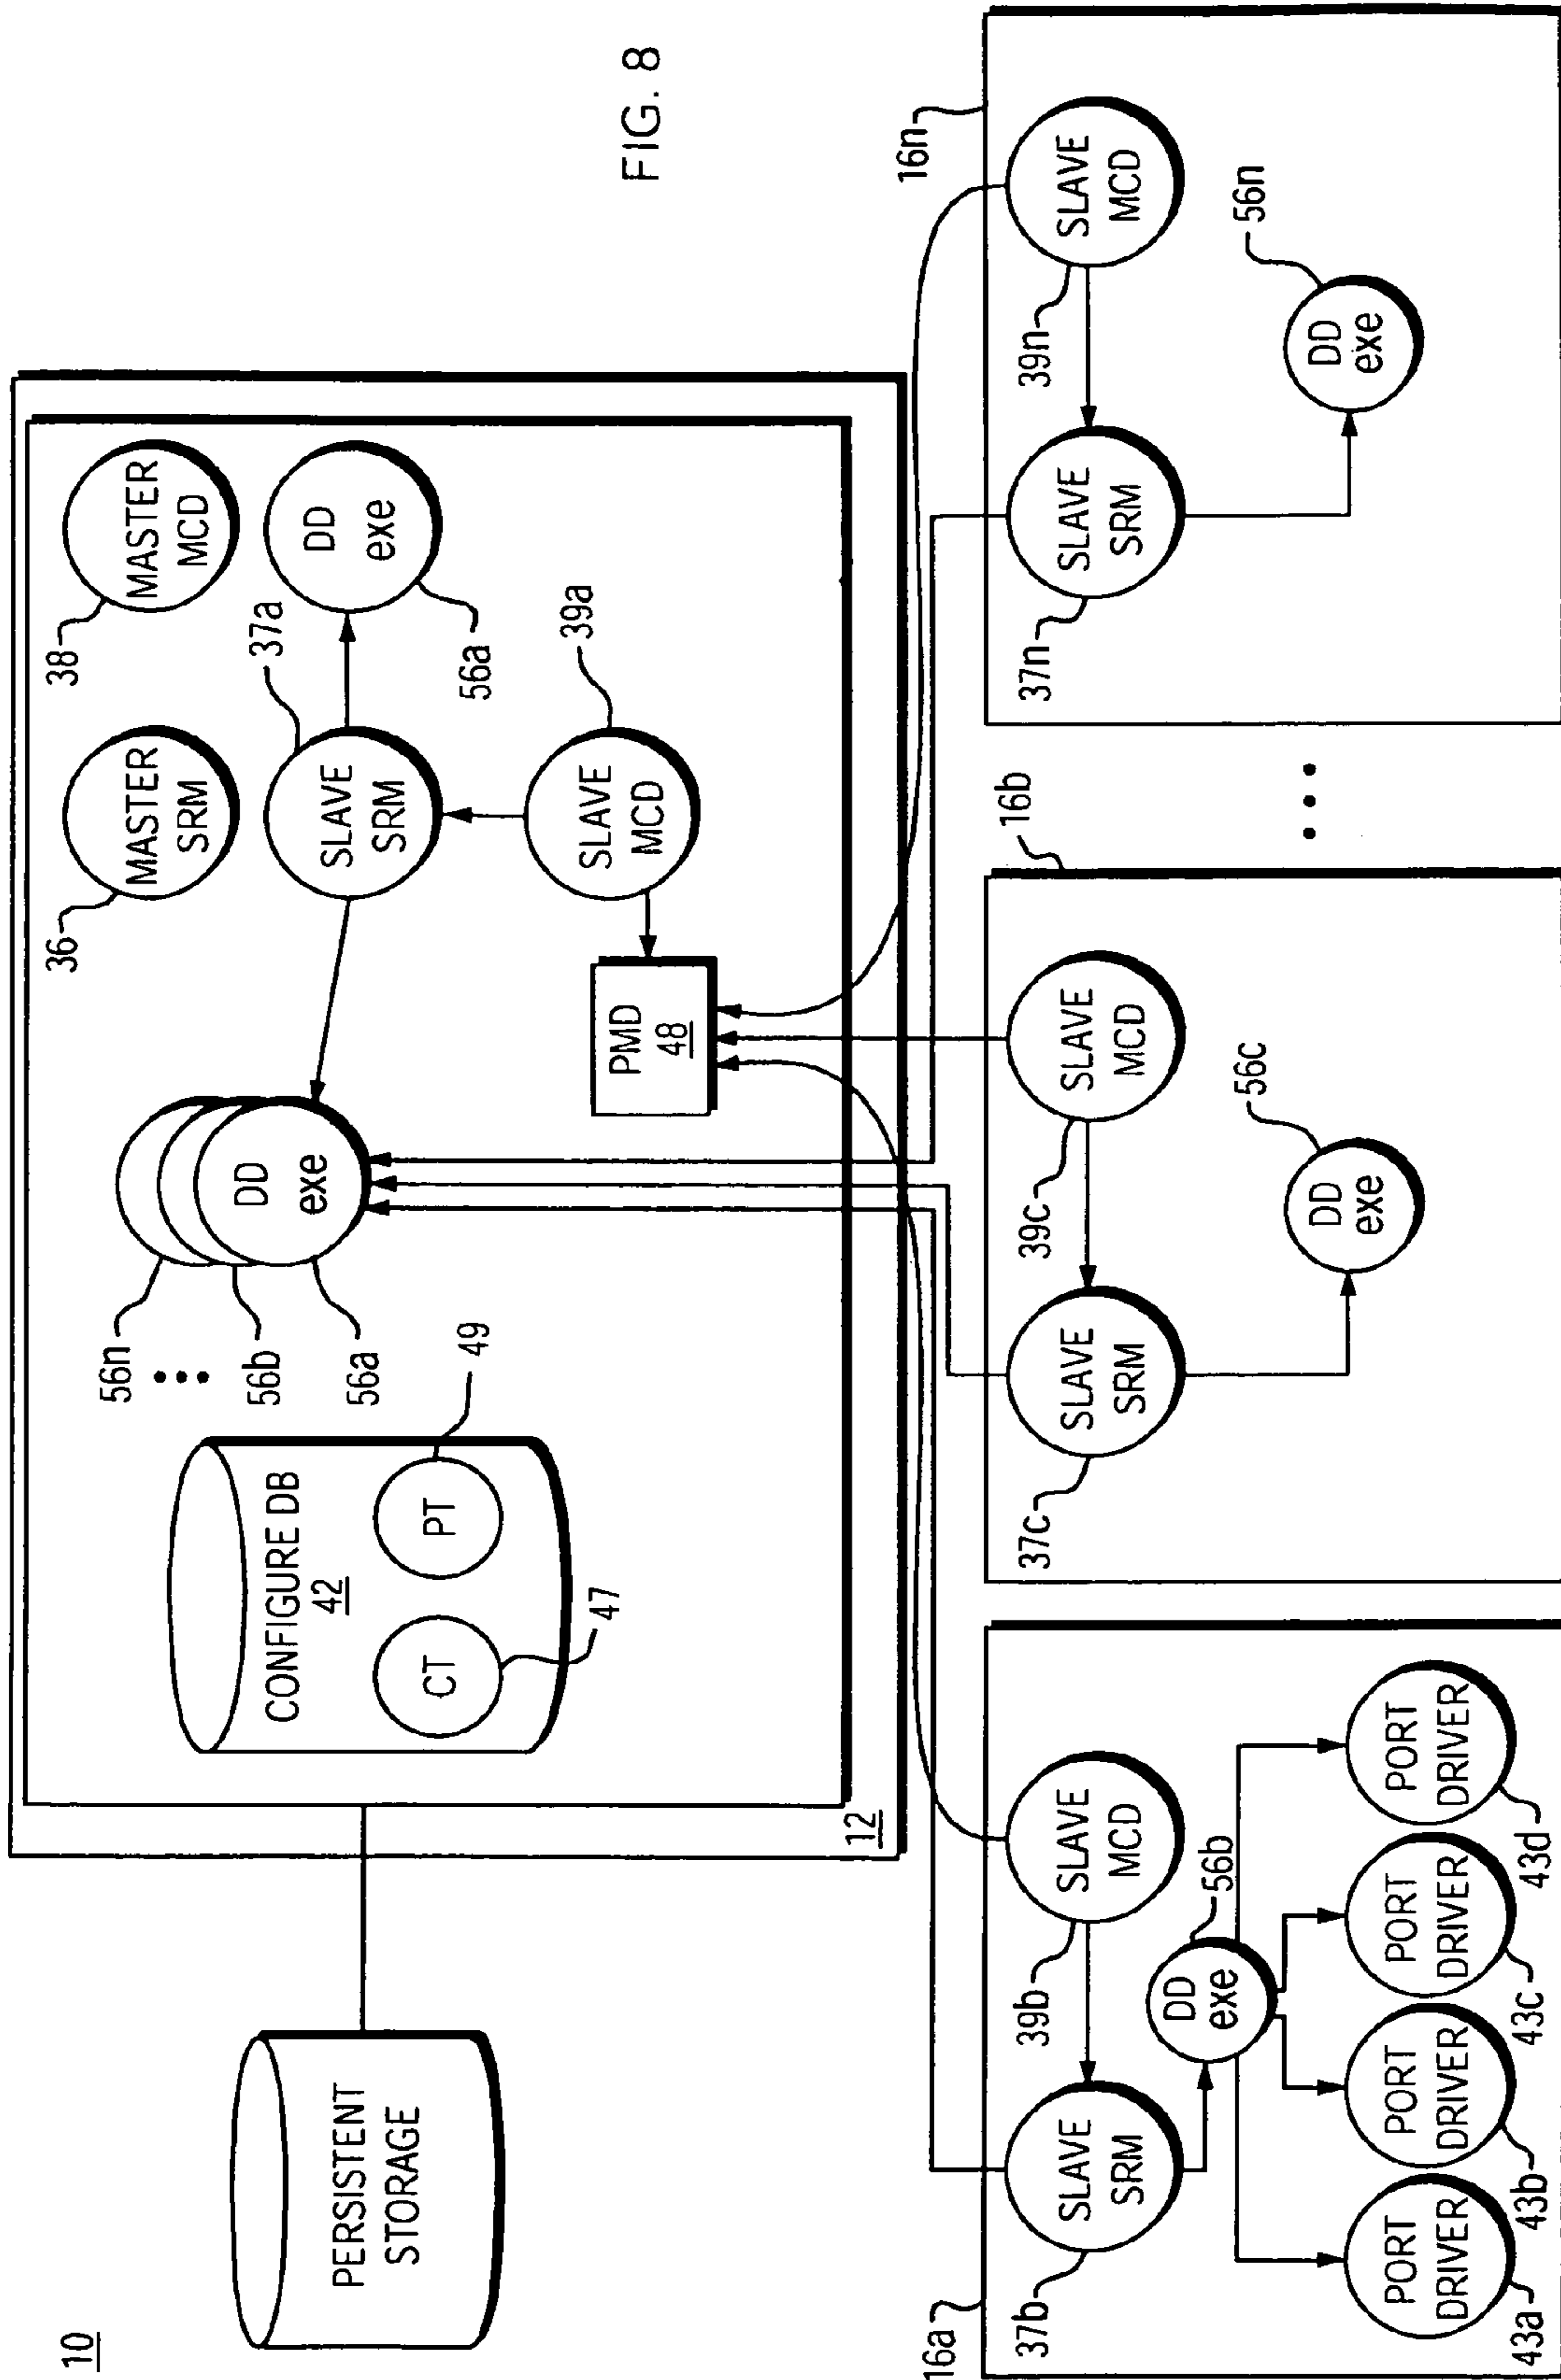 10
PERSISTENT
STORAGE
CONFIGURE DB
42
CT
PT
47
49
56n
56b
56a
DD
exe
36
MASTER
SRM
38
MASTER
MCD
SLAVE
SRM
37a
DD
exe
56a
SLAVE
MCD
39a
PMD
48
12
FIG. 8
16a
37b
SLAVE
SRM
39b
SLAVE
MCD
DD
exe
56b
PORT
DRIVER
PORT
DRIVER
PORT
DRIVER
PORT
DRIVER
43a
43b
43c
43d
16b
37c
SLAVE
SRM
39c
SLAVE
MCD
DD
exe
56c
16n
37n
SLAVE
SRM
39n
SLAVE
MCD
DD
exe
56n